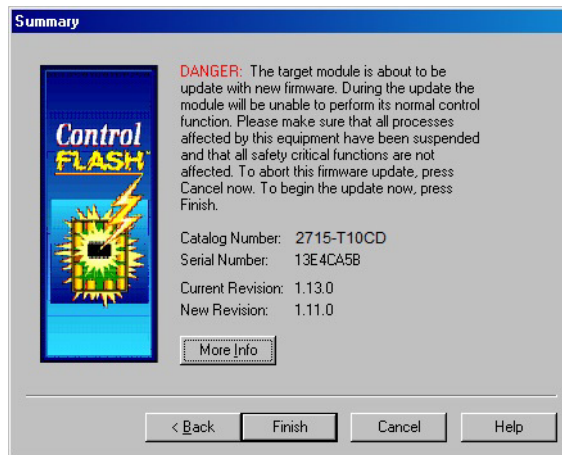 Summary
Control
FLASH
DANGER: The target module is about to be
update with new firmware. During the update the
module will be unable to perform its normal control
function. Please make sure that all processes
affected by this equipment have been suspended
and that all safety critical functions are not
affected. To abort this firmware update, press
Cancel now. To begin the update now, press
Finish.
Catalog Number: 2715-T10CD
Serial Number: 13E4CA5B
Current Revision: 1.13.0
New Revision: 1.11.0
More Info
< Back Finish Cancel Help